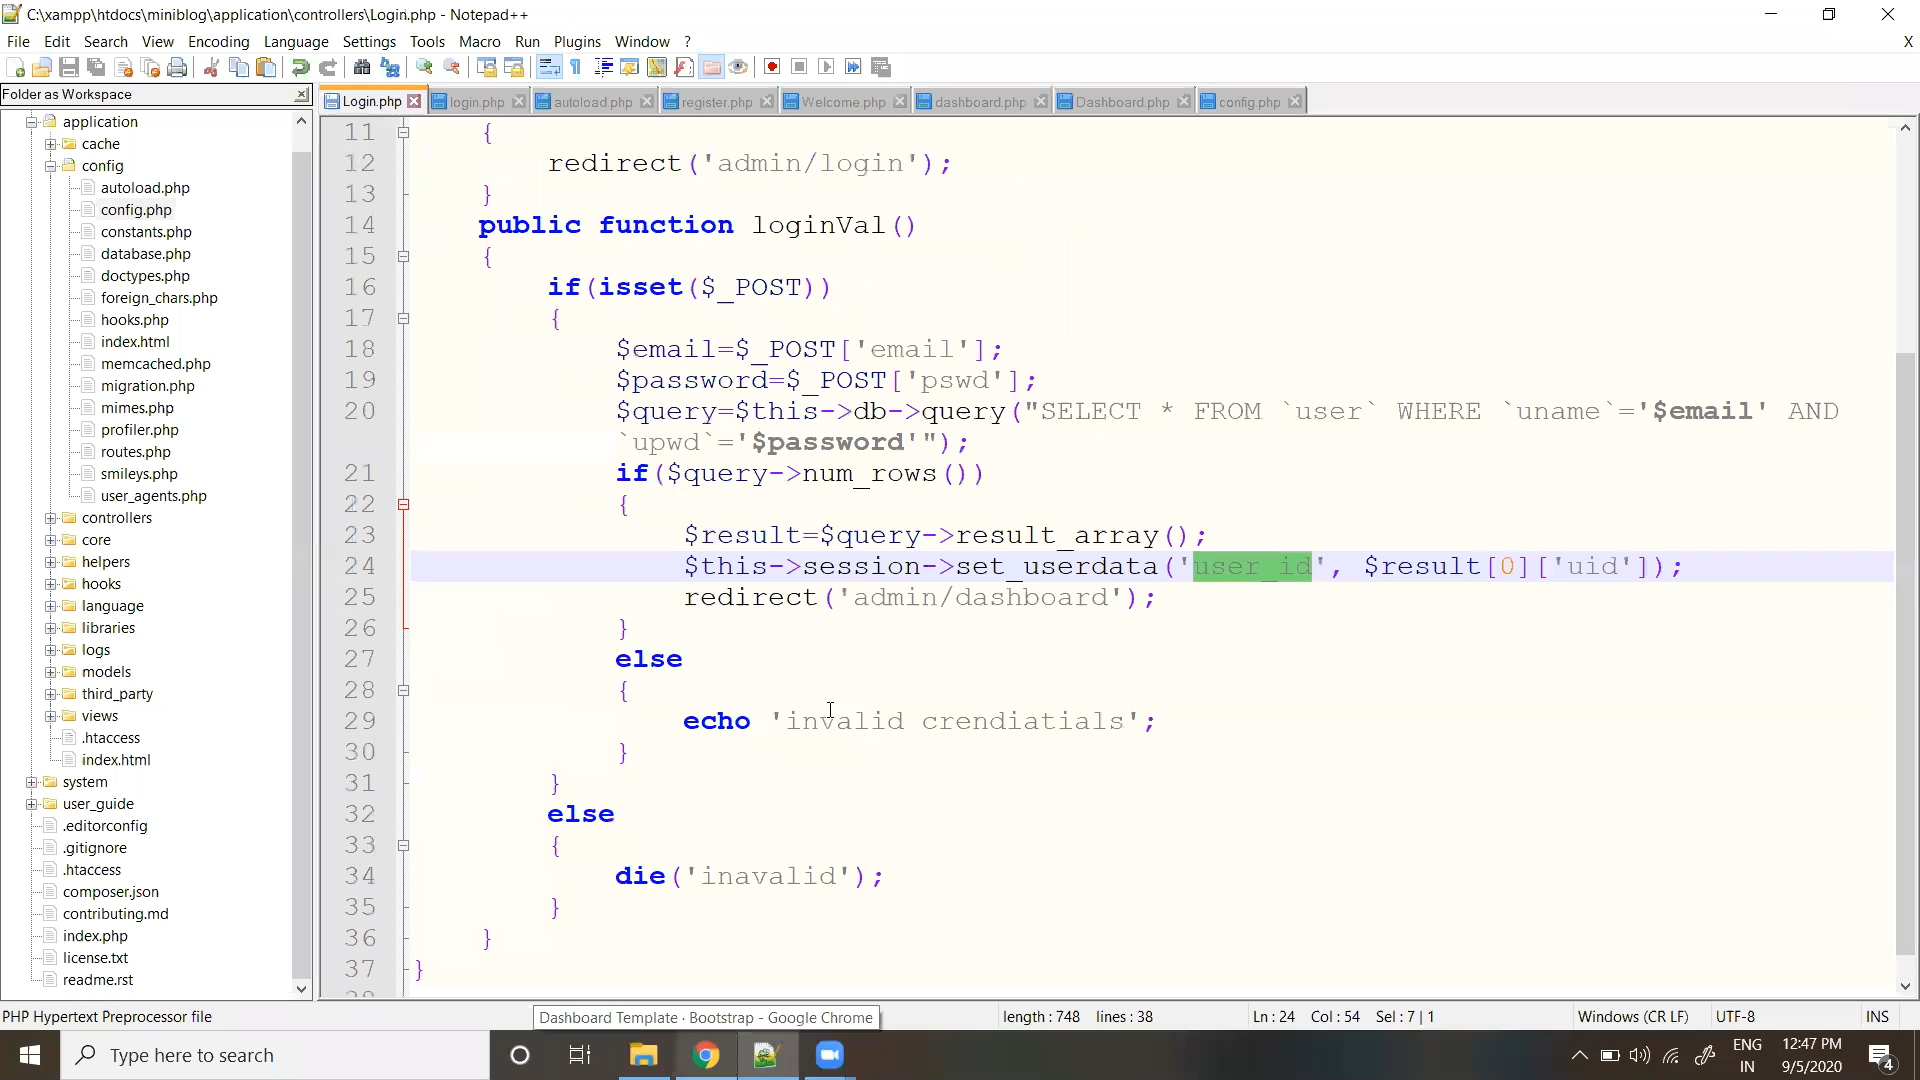 C:\xampp\htdocs\miniblog\application\controllers\Login.php - Notepad++
File Edit Search View Encoding Language Settings Tools Macro Run Plugins Window ? X
Folder as Workspace
Login.php login.php autoload.php register.php Welcome.php dashboard.php Dashboard.php config.php
application
cache
config
autoload.php
config.php
constants.php
database.php
doctypes.php
foreign_chars.php
hooks.php
index.html
memcached.php
migration.php
mimes.php
profiler.php
routes.php
smileys.php
user_agents.php
controllers
core
helpers
hooks
language
libraries
logs
models
third_party
views
.htaccess
index.html
system
user_guide
.editorconfig
.gitignore
.htaccess
composer.json
contributing.md
index.php
license.txt
readme.rst
11 {
12 redirect('admin/login');
13 }
14 public function loginVal()
15 {
16 if(isset($_POST))
17 {
18 $email=$_POST['email'];
19 $password=$_POST['pswd'];
20 $query=$this->db->query("SELECT * FROM `user` WHERE `uname`='$email' AND
`upwd`='$password'");
21 if($query->num_rows())
22 {
23 $result=$query->result_array();
24 $this->session->set_userdata('user_id', $result[0]['uid']);
25 redirect('admin/dashboard');
26 }
27 else
28 {
29 echo 'invalid crendiatials';
30 }
31 }
32 else
33 {
34 die('inavalid');
35 }
36 }
37 }
38
PHP Hypertext Preprocessor file
Dashboard Template · Bootstrap - Google Chrome
length : 748 lines : 38 Ln : 24 Col : 54 Sel : 7 | 1 Windows (CR LF) UTF-8 INS
Type here to search
ENG
IN
12:47 PM
9/5/2020
4